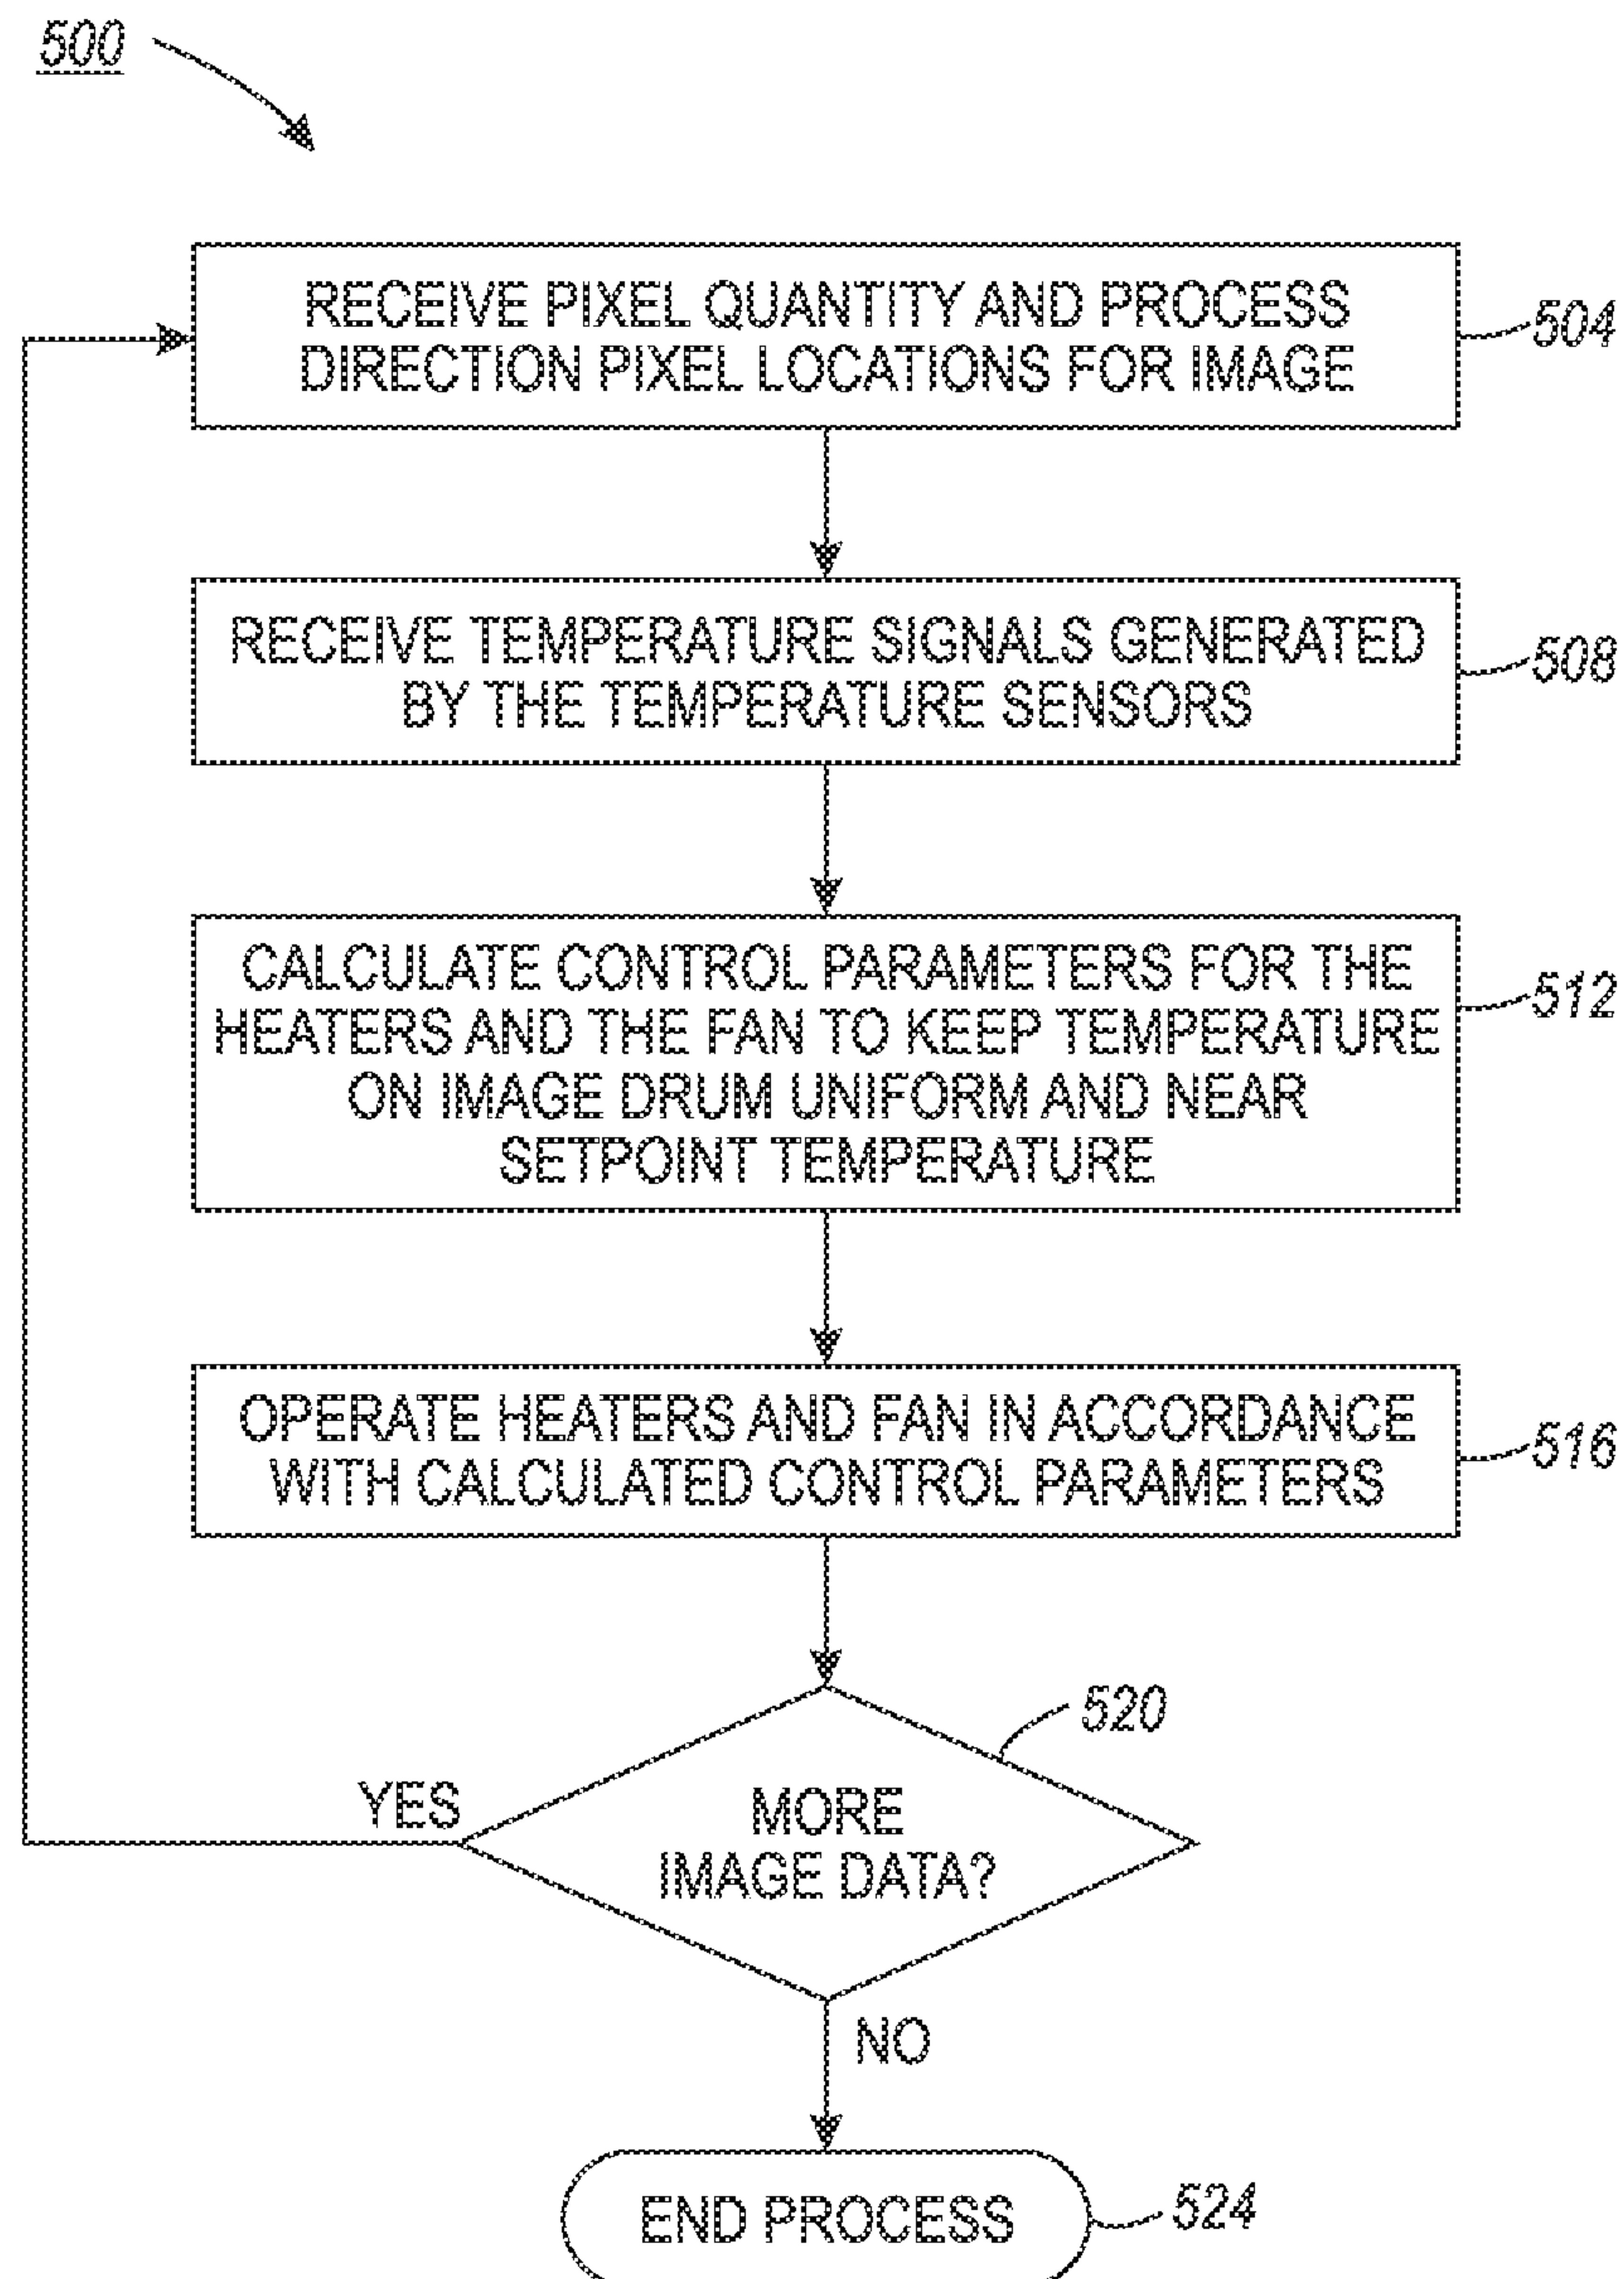 500
RECEIVE PIXEL QUANTITY AND PROCESS
DIRECTION PIXEL LOCATIONS FOR IMAGE
504
RECEIVE TEMPERATURE SIGNALS GENERATED
BY THE TEMPERATURE SENSORS
508
CALCULATE CONTROL PARAMETERS FOR THE
HEATERS AND THE FAN TO KEEP TEMPERATURE
ON IMAGE DRUM UNIFORM AND NEAR
SETPOINT TEMPERATURE
512
OPERATE HEATERS AND FAN IN ACCORDANCE
WITH CALCULATED CONTROL PARAMETERS
516
520
YES
MORE
IMAGE DATA?
NO
END PROCESS
524